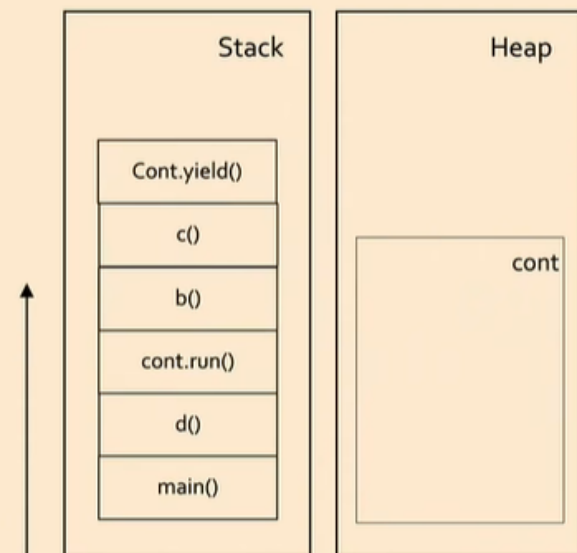 Stack
Heap
Cont.yield()
c()
b()
cont.run()
d()
main()
cont